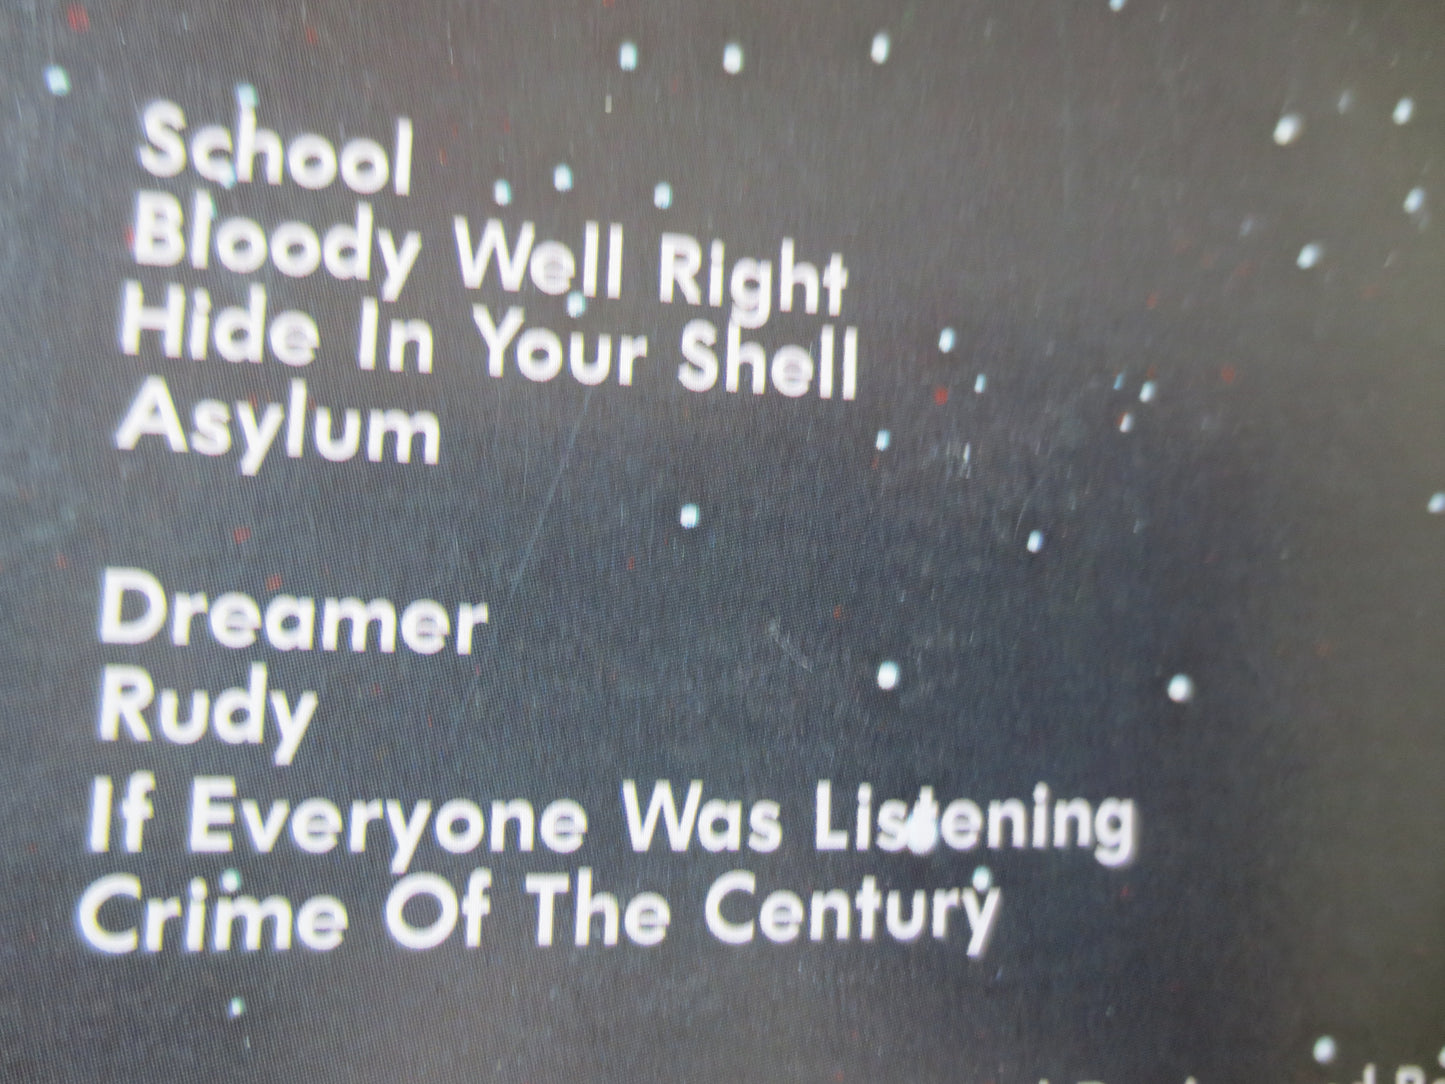 School
Bloody Well Right
Hide In Your Shell
Asylum
Dreamer
Rudy
If Everyone Was Listening
Crime Of The Century